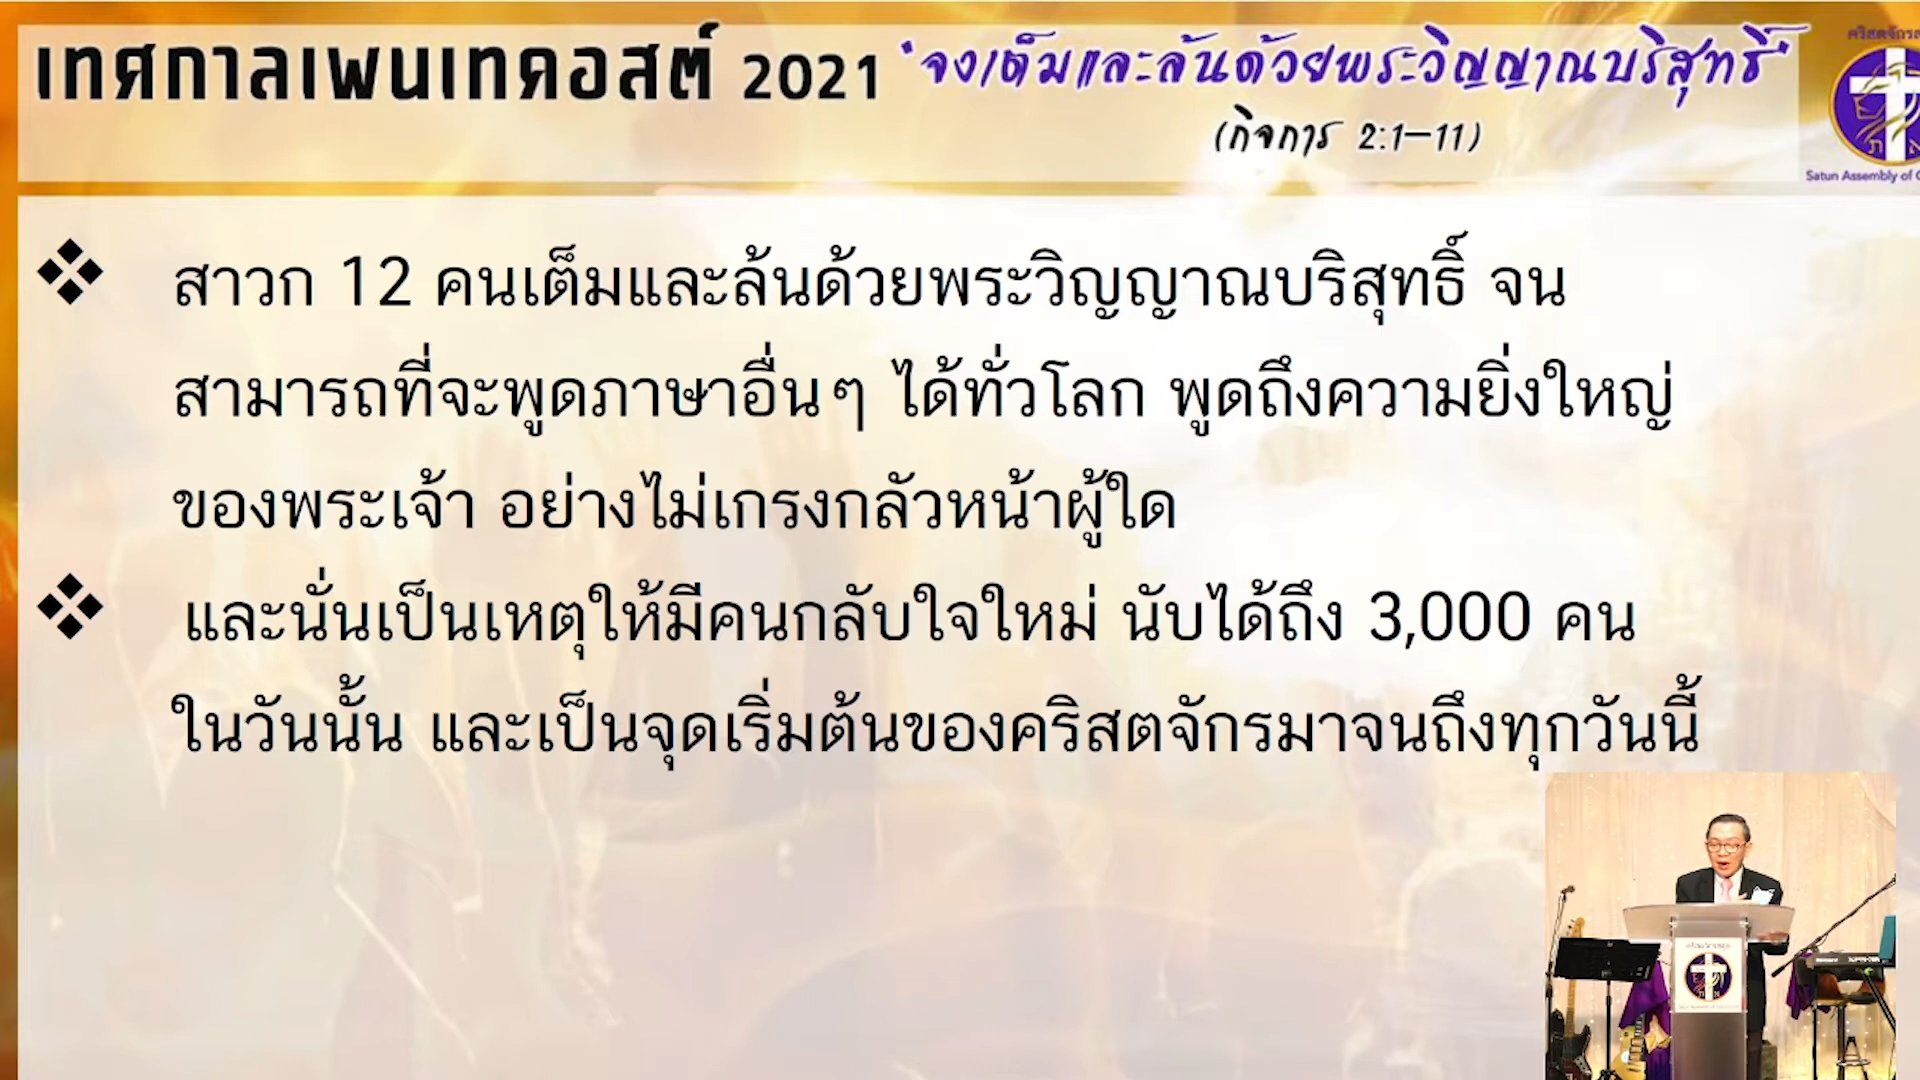 เทศกาลเพนเทคอสต์ 2021
"จงเต็มและล้นด้วยพระวิญญาณบริสุทธิ์"
(กิจการ 2:1-11)
Satun Assembly of
❖ สาวก 12 คนเต็มและล้นด้วยพระวิญญาณบริสุทธิ์ จน
สามารถที่จะพูดภาษาอื่นๆ ได้ทั่วโลก พูดถึงความยิ่งใหญ่
ของพระเจ้า อย่างไม่เกรงกลัวหน้าผู้ใด
❖ และนั่นเป็นเหตุให้มีคนกลับใจใหม่ นับได้ถึง 3,000 คน
ในวันนั้น และเป็นจุดเริ่มต้นของคริสตจักรมาจนถึงทุกวันนี้